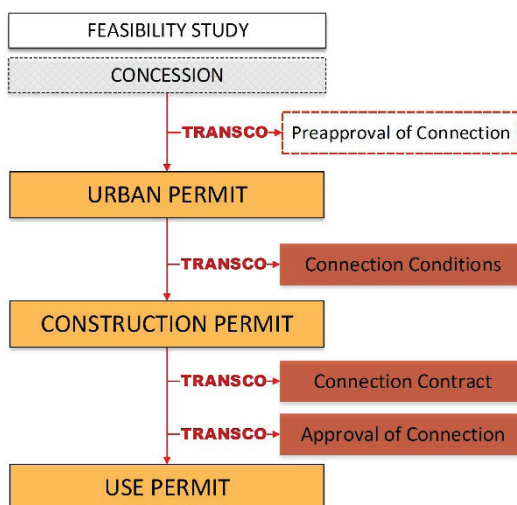 FEASIBILITY STUDY
CONCESSION
TRANSCO
Preapproval of Connection
URBAN PERMIT
TRANSCO
Connection Conditions
CONSTRUCTION PERMIT
TRANSCO
Connection Contract
TRANSCO
Approval of Connection
USE PERMIT